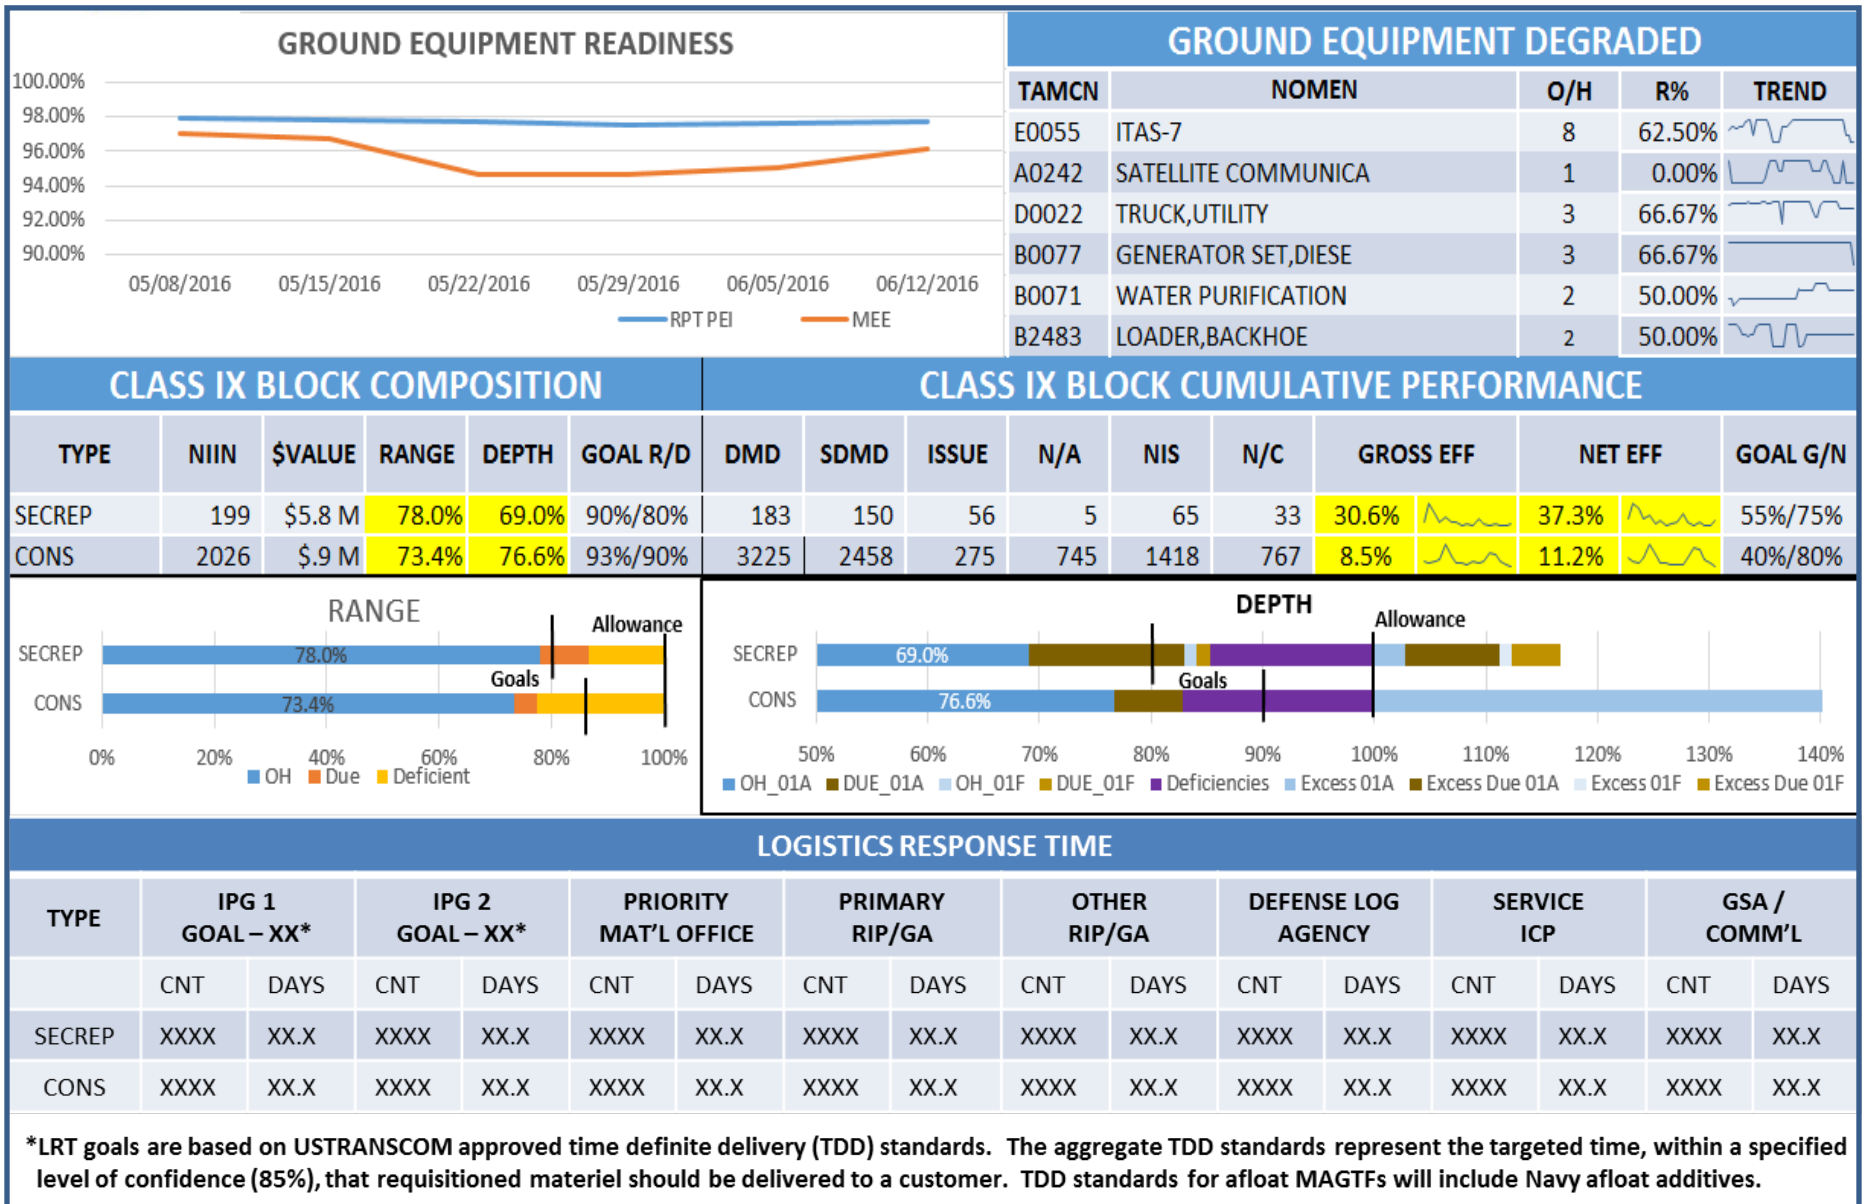 GROUND EQUIPMENT READINESS
100.00%
98.00%
96.00%
94.00%
92.00%
90.00%
05/08/2016 05/15/2016 05/22/2016 05/29/2016 06/05/2016 06/12/2016
RPT PEI MEE
GROUND EQUIPMENT DEGRADED
TAMCN NOMEN O/H R% TREND
E0055 ITAS-7 8 62.50%
A0242 SATELLITE COMMUNICA 1 0.00%
D0022 TRUCK,UTILITY 3 66.67%
B0077 GENERATOR SET,DIESE 3 66.67%
B0071 WATER PURIFICATION 2 50.00%
B2483 LOADER,BACKHOE 2 50.00%
CLASS IX BLOCK COMPOSITION CLASS IX BLOCK CUMULATIVE PERFORMANCE
TYPE NIIN $VALUE RANGE DEPTH GOAL R/D DMD SDMD ISSUE N/A NIS N/C GROSS EFF NET EFF GOAL G/N
SECREP 199 $5.8 M 78.0% 69.0% 90%/80% 183 150 56 5 65 33 30.6% 37.3% 55%/75%
CONS 2026 $.9 M 73.4% 76.6% 93%/90% 3225 2458 275 745 1418 767 8.5% 11.2% 40%/80%
RANGE
Allowance
SECREP 78.0%
Goals
CONS 73.4%
0% 20% 40% 60% 80% 100%
OH Due Deficient
DEPTH
Allowance
SECREP 69.0%
Goals
CONS 76.6%
50% 60% 70% 80% 90% 100% 110% 120% 130% 140%
OH_01A DUE_01A OH_01F DUE_01F Deficiencies Excess 01A Excess Due 01A Excess 01F Excess Due 01F
LOGISTICS RESPONSE TIME
TYPE IPG 1 IPG 2 PRIORITY PRIMARY OTHER DEFENSE LOG SERVICE GSA /
GOAL – XX* GOAL – XX* MAT'L OFFICE RIP/GA RIP/GA AGENCY ICP COMM'L
CNT DAYS CNT DAYS CNT DAYS CNT DAYS CNT DAYS CNT DAYS CNT DAYS CNT DAYS
SECREP XXXX XX.X XXXX XX.X XXXX XX.X XXXX XX.X XXXX XX.X XXXX XX.X XXXX XX.X XXXX XX.X
CONS XXXX XX.X XXXX XX.X XXXX XX.X XXXX XX.X XXXX XX.X XXXX XX.X XXXX XX.X XXXX XX.X
*LRT goals are based on USTRANSCOM approved time definite delivery (TDD) standards. The aggregate TDD standards represent the targeted time, within a specified
level of confidence (85%), that requisitioned materiel should be delivered to a customer. TDD standards for afloat MAGTFs will include Navy afloat additives.